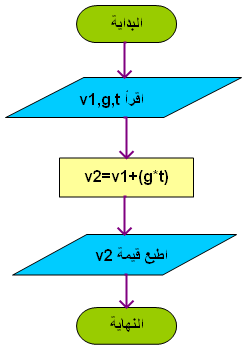 البداية
اقرأ v1,g,t
v2=v1+(g*t)
اطبع قيمة v2
النهاية